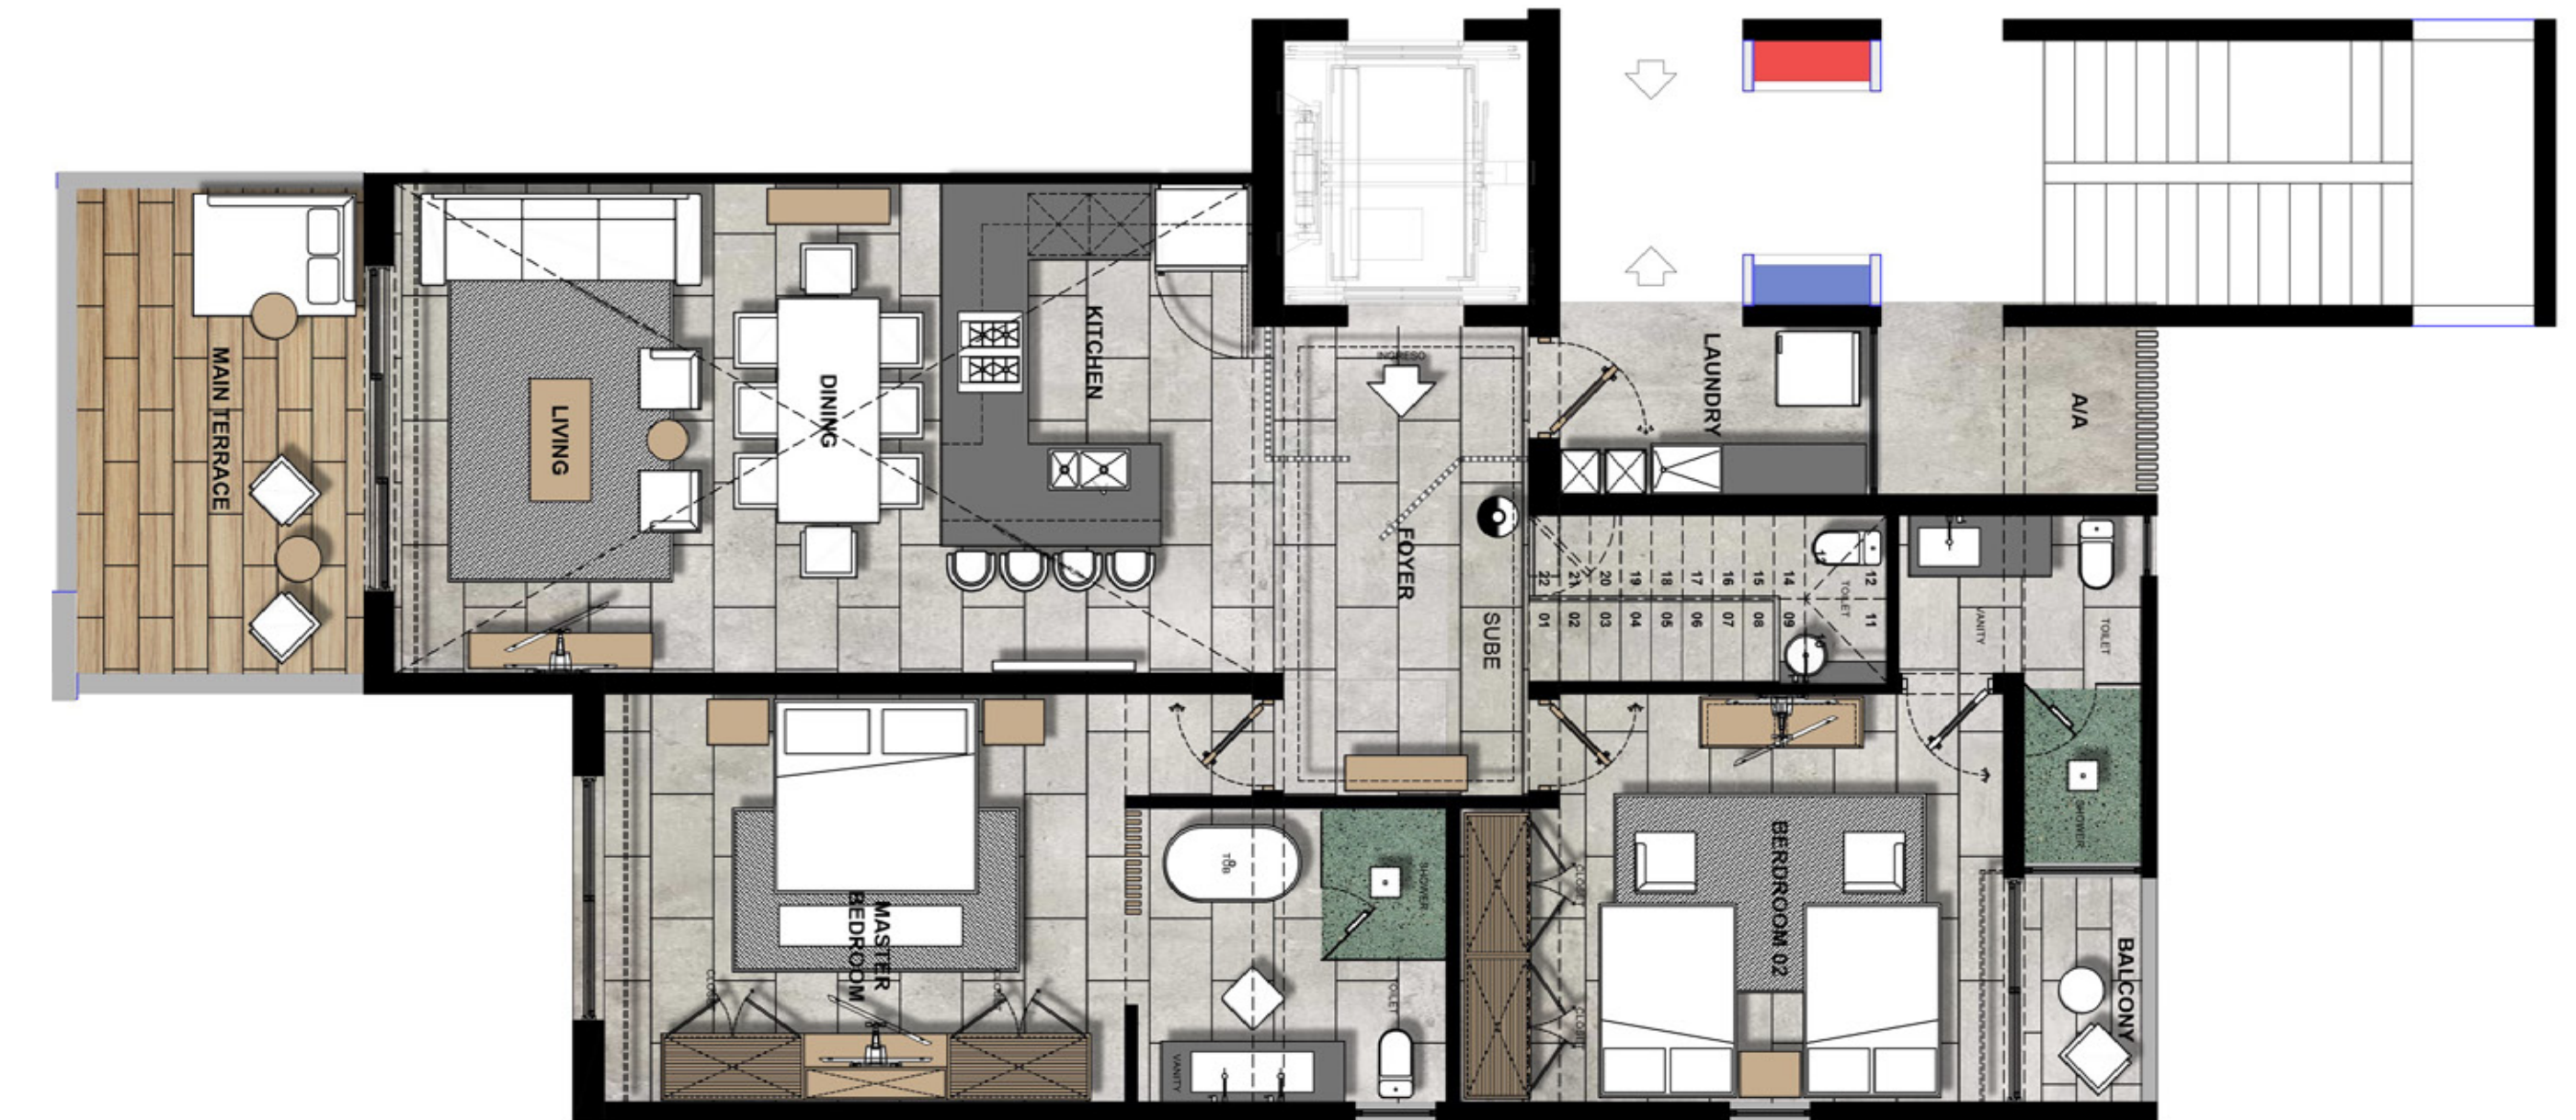 MAIN TERRACE
LIVING
DINING
KITCHEN
INGRESO
FOYER
SUBE
LAUNDRY
A/A
22 21 20 19 18 17 16 15 14 12
01 02 03 04 05 06 07 08 09 10 11
TOILET
VANITY
TOILET
SHOWER
MASTER
BEDROOM
CLOSET
CLOSET
TUB
SHOWER
TOILET
VANITY
CLOSET
CLOSET
BERDROOM 02
BALCONY